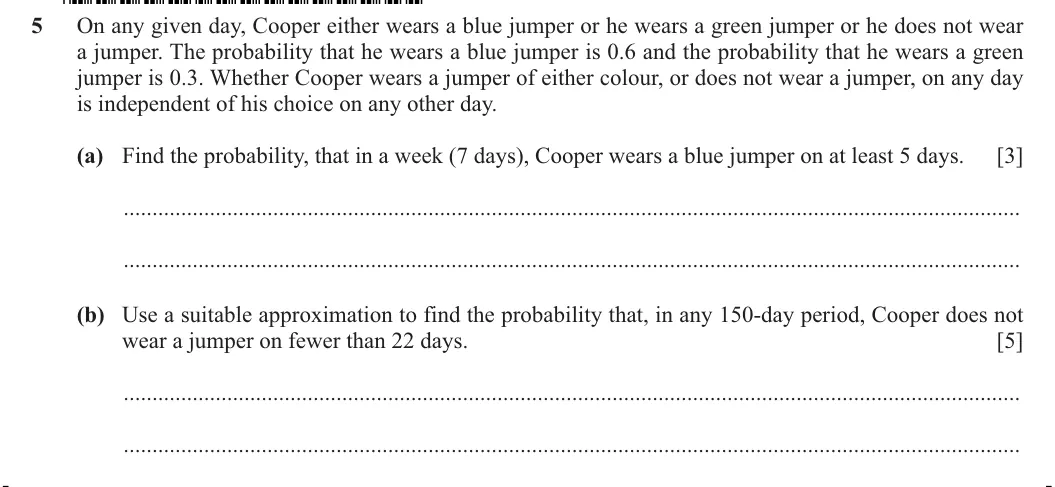 5 On any given day, Cooper either wears a blue jumper or he wears a green jumper or he does not wear
a jumper. The probability that he wears a blue jumper is 0.6 and the probability that he wears a green
jumper is 0.3. Whether Cooper wears a jumper of either colour, or does not wear a jumper, on any day
is independent of his choice on any other day.
(a) Find the probability, that in a week (7 days), Cooper wears a blue jumper on at least 5 days. [3]
(b) Use a suitable approximation to find the probability that, in any 150-day period, Cooper does not
wear a jumper on fewer than 22 days. [5]